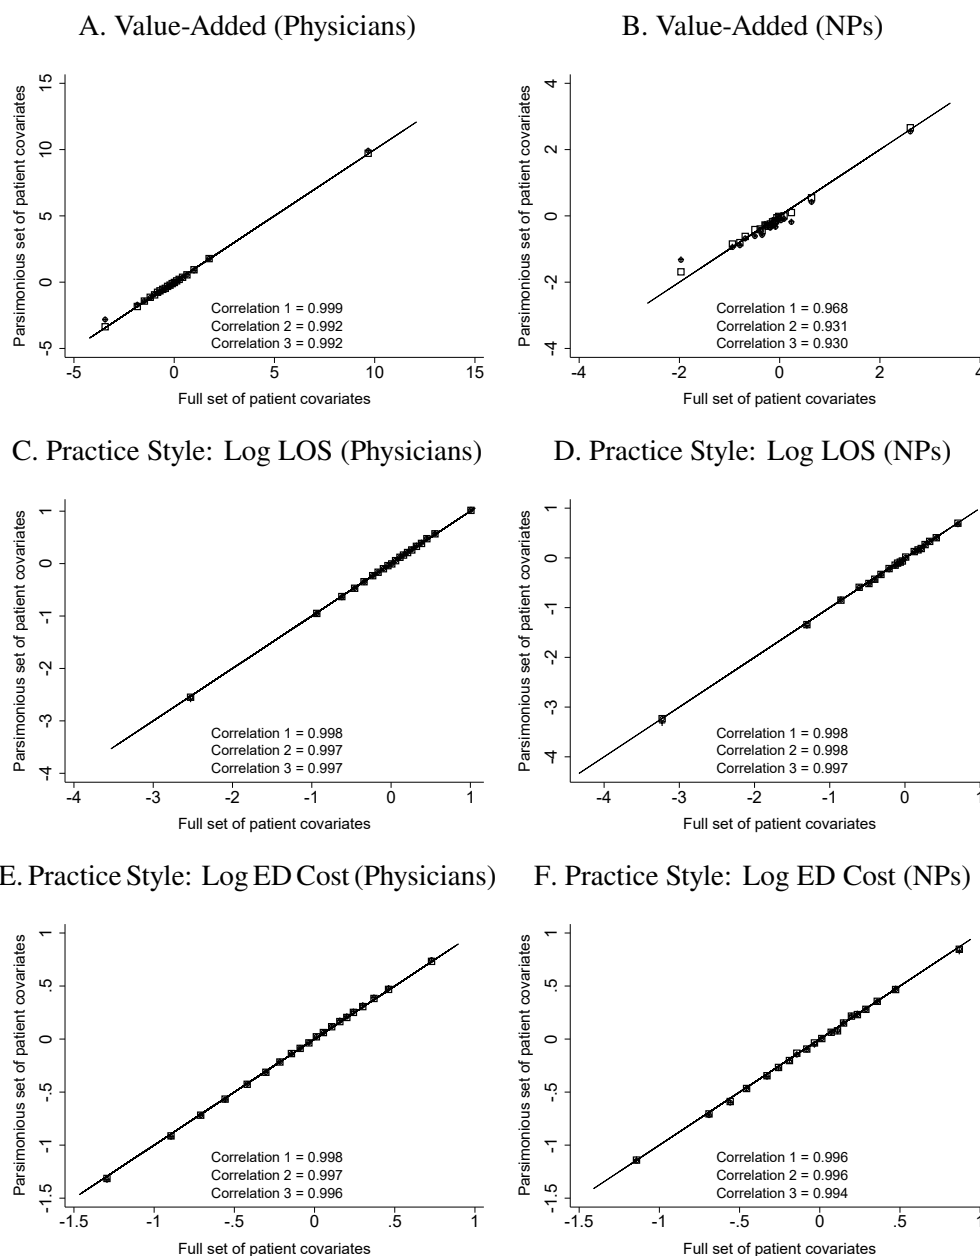 A. Value-Added (Physicians)
B. Value-Added (NPs)
Parsimonious set of patient covariates
15
10
5
0
-5
Correlation 1 = 0.999
Correlation 2 = 0.992
Correlation 3 = 0.992
-5 0 5 10 15
Full set of patient covariates
Parsimonious set of patient covariates
4
2
0
-2
-4
Correlation 1 = 0.968
Correlation 2 = 0.931
Correlation 3 = 0.930
-4 -2 0 2 4
Full set of patient covariates
C. Practice Style: Log LOS (Physicians)
D. Practice Style: Log LOS (NPs)
Parsimonious set of patient covariates
1
0
-1
-2
-3
-4
Correlation 1 = 0.998
Correlation 2 = 0.997
Correlation 3 = 0.997
-4 -3 -2 -1 0 1
Full set of patient covariates
Parsimonious set of patient covariates
1
0
-1
-2
-3
-4
Correlation 1 = 0.998
Correlation 2 = 0.998
Correlation 3 = 0.997
-4 -3 -2 -1 0 1
Full set of patient covariates
E. Practice Style: Log ED Cost (Physicians)
F. Practice Style: Log ED Cost (NPs)
Parsimonious set of patient covariates
1
.5
0
-.5
-1
-1.5
Correlation 1 = 0.998
Correlation 2 = 0.997
Correlation 3 = 0.996
-1.5 -1 -.5 0 .5 1
Full set of patient covariates
Parsimonious set of patient covariates
1
.5
0
-.5
-1
-1.5
Correlation 1 = 0.996
Correlation 2 = 0.996
Correlation 3 = 0.994
-1.5 -1 -.5 0 .5 1
Full set of patient covariates